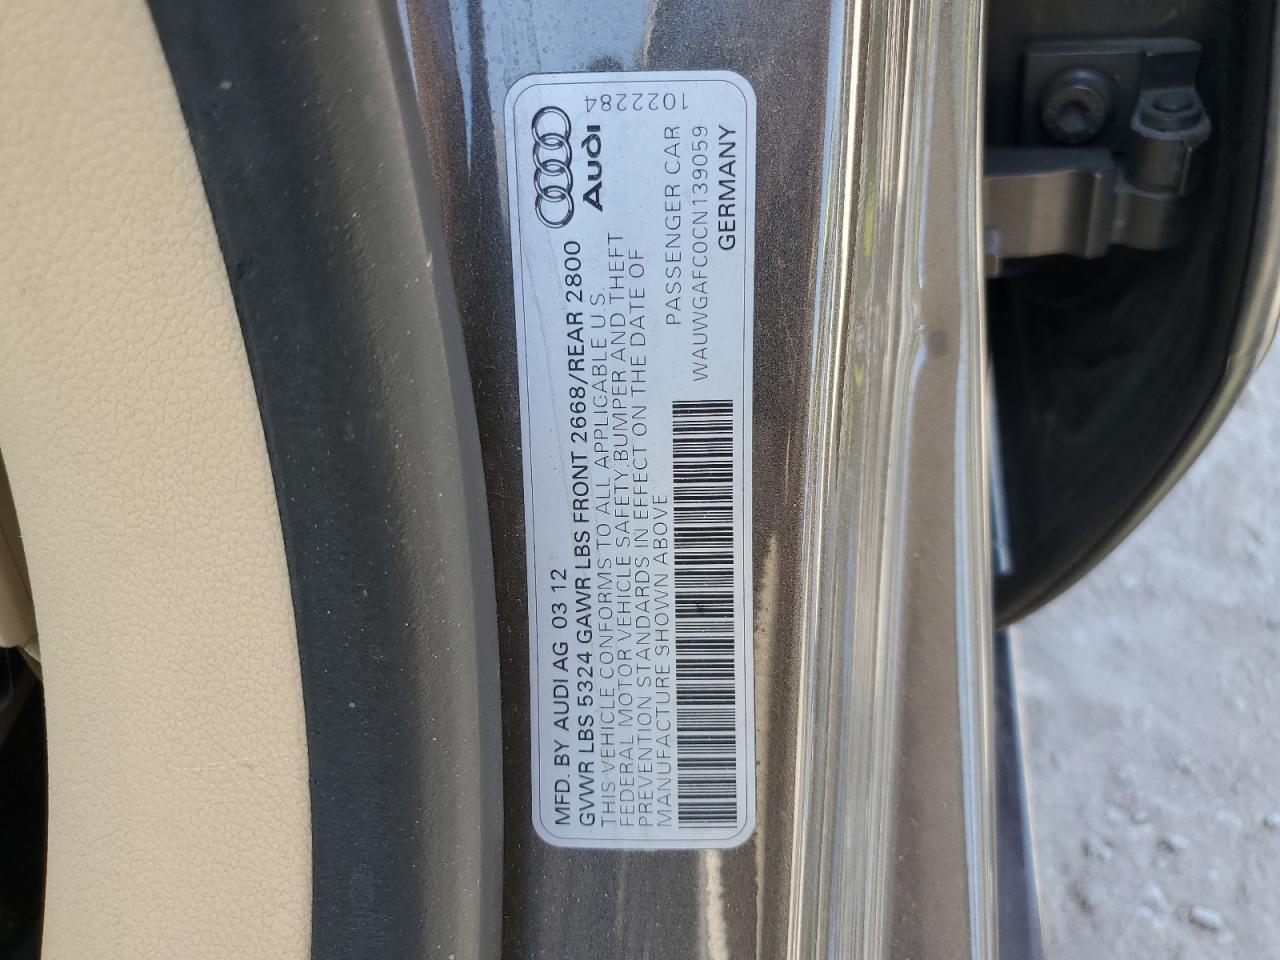 MFD. BY AUDI AG 03 12
GVWR LBS 5324 GAWR LBS FRONT 2668/REAR 2800
THIS VEHICLE CONFORMS TO ALL APPLICABLE U.S.
FEDERAL MOTOR VEHICLE SAFETY,BUMPER AND THEFT
PREVENTION STANDARDS IN EFFECT ON THE DATE OF
MANUFACTURE SHOWN ABOVE
PASSENGER CAR
WAUWGAFC0CN139059
GERMANY
Audi
1022284